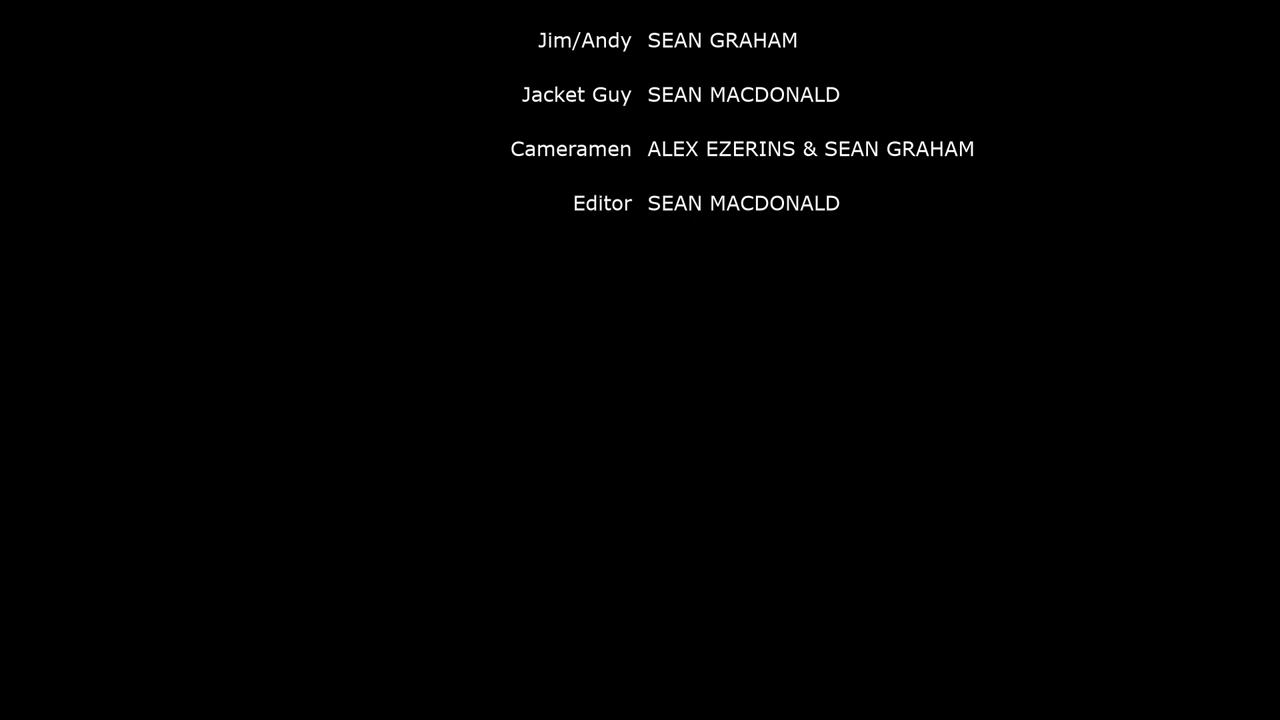 Jim/Andy SEAN GRAHAM
Jacket Guy SEAN MACDONALD
Cameramen ALEX EZERINS & SEAN GRAHAM
Editor SEAN MACDONALD